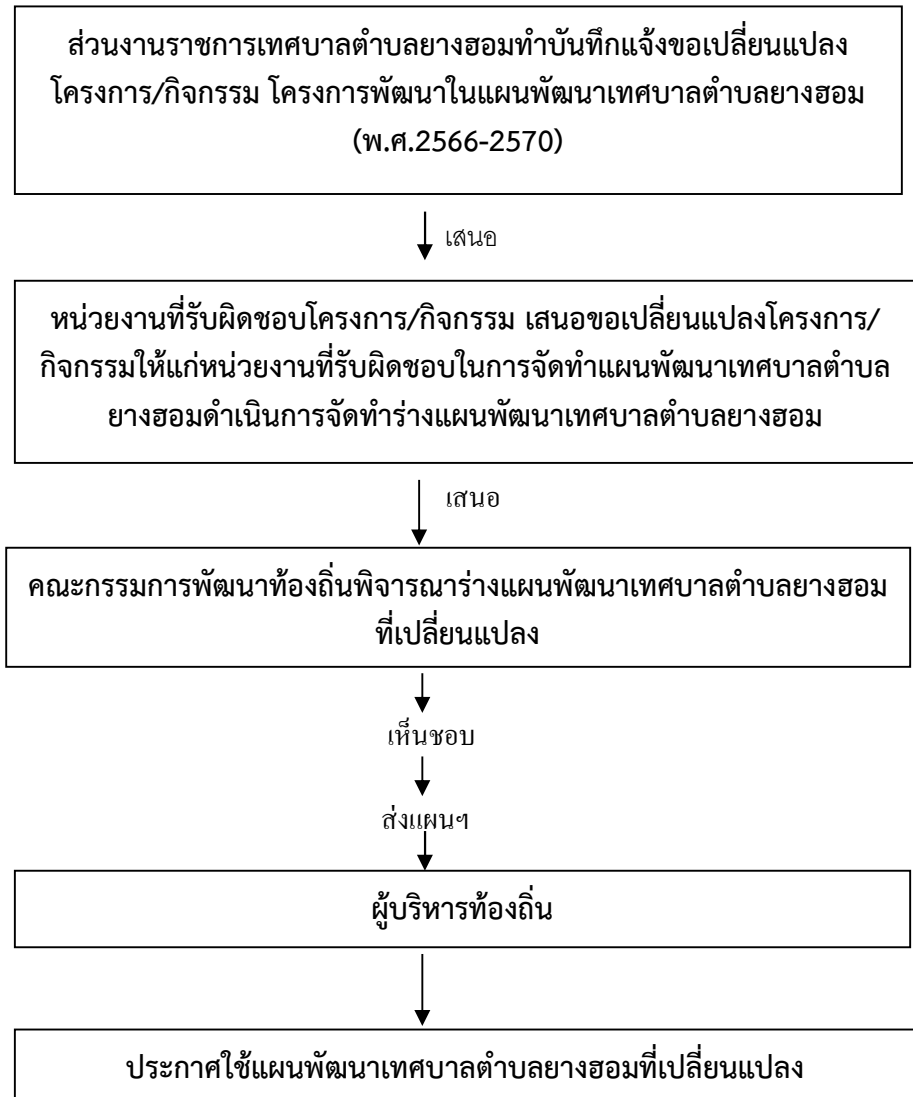 ส่วนงานราชการเทศบาลตำบลยางฮอมทำบันทึกแจ้งขอเปลี่ยนแปลง
โครงการ/กิจกรรม โครงการพัฒนาในแผนพัฒนาเทศบาลตำบลยางฮอม
(พ.ศ.2566-2570)
เสนอ
หน่วยงานที่รับผิดชอบโครงการ/กิจกรรม เสนอขอเปลี่ยนแปลงโครงการ/
กิจกรรมให้แก่หน่วยงานที่รับผิดชอบในการจัดทำแผนพัฒนาเทศบาลตำบล
ยางฮอมดำเนินการจัดทำร่างแผนพัฒนาเทศบาลตำบลยางฮอม
เสนอ
คณะกรรมการพัฒนาท้องถิ่นพิจารณาร่างแผนพัฒนาเทศบาลตำบลยางฮอม
ที่เปลี่ยนแปลง
เห็นชอบ
ส่งแผนฯ
ผู้บริหารท้องถิ่น
ประกาศใช้แผนพัฒนาเทศบาลตำบลยางฮอมที่เปลี่ยนแปลง